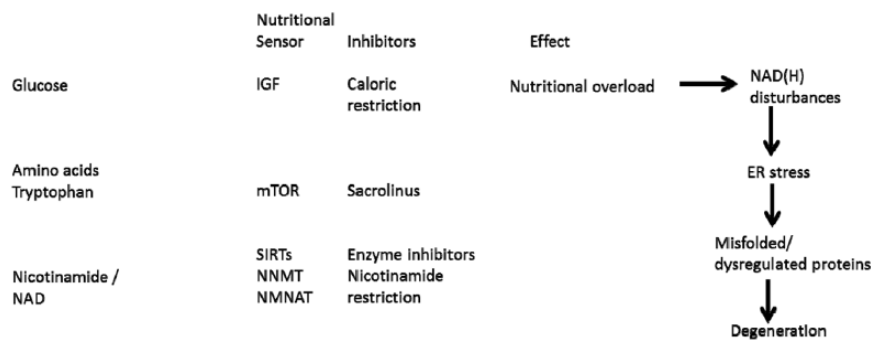 Nutritional
Sensor Inhibitors Effect
Glucose IGF Caloric restriction Nutritional overload NAD(H) disturbances
Amino acids
Tryptophan mTOR Sacrolinus ER stress
SIRTs Enzyme inhibitors Misfolded/ dysregulated proteins
Nicotinamide / NNMT Nicotinamide
NAD NMNAT restriction
Degeneration